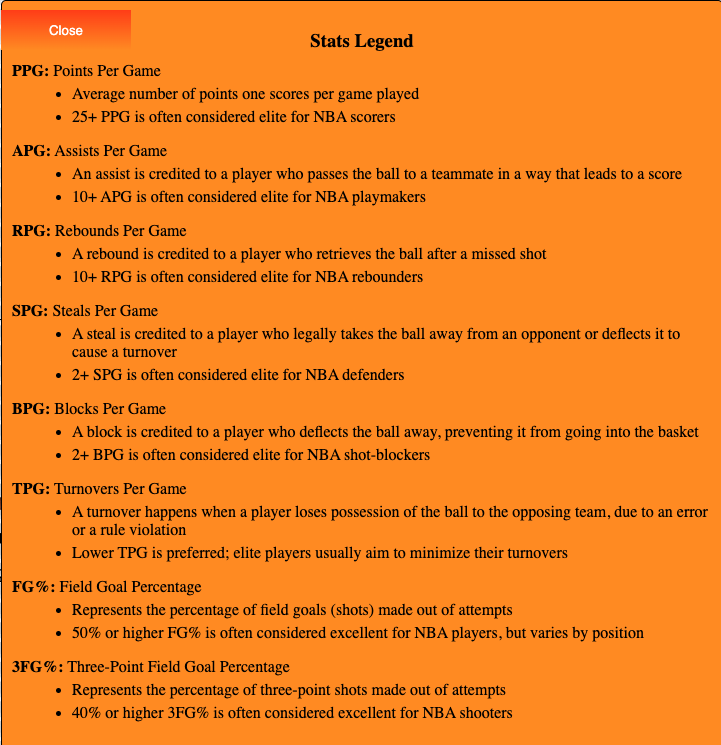 Close
Stats Legend
PPG: Points Per Game
• Average number of points one scores per game played
• 25+ PPG is often considered elite for NBA scorers
APG: Assists Per Game
• An assist is credited to a player who passes the ball to a teammate in a way that leads to a score
• 10+ APG is often considered elite for NBA playmakers
RPG: Rebounds Per Game
• A rebound is credited to a player who retrieves the ball after a missed shot
• 10+ RPG is often considered elite for NBA rebounders
SPG: Steals Per Game
• A steal is credited to a player who legally takes the ball away from an opponent or deflects it to
cause a turnover
• 2+ SPG is often considered elite for NBA defenders
BPG: Blocks Per Game
• A block is credited to a player who deflects the ball away, preventing it from going into the basket
• 2+ BPG is often considered elite for NBA shot-blockers
TPG: Turnovers Per Game
• A turnover happens when a player loses possession of the ball to the opposing team, due to an error
or a rule violation
• Lower TPG is preferred; elite players usually aim to minimize their turnovers
FG%: Field Goal Percentage
• Represents the percentage of field goals (shots) made out of attempts
• 50% or higher FG% is often considered excellent for NBA players, but varies by position
3FG%: Three-Point Field Goal Percentage
• Represents the percentage of three-point shots made out of attempts
• 40% or higher 3FG% is often considered excellent for NBA shooters